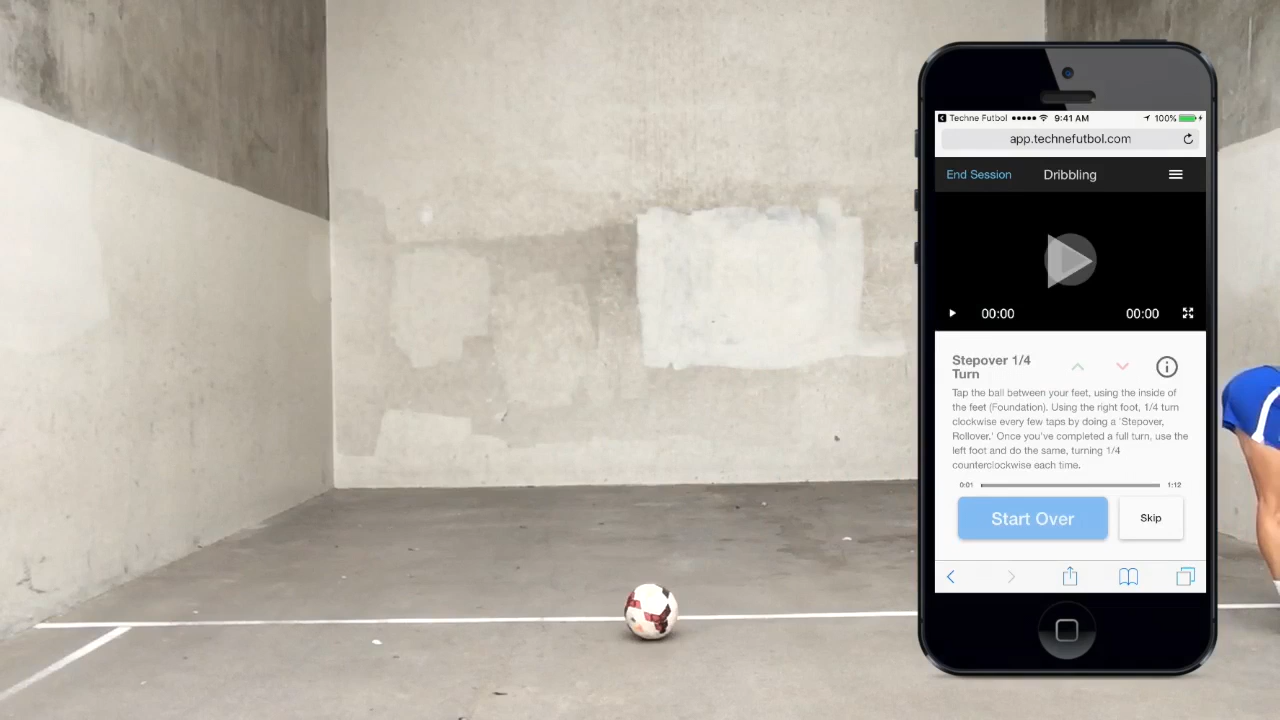 Techne Futbol 9:41 AM 100%
app.technefutbol.com
End Session Dribbling
00:00 00:00
Stepover 1/4
Turn
Tap the ball between your feet, using the inside of
the feet (Foundation). Using the right foot, 1/4 turn
clockwise every few taps by doing a 'Stepover,
Rollover.' Once you've completed a full turn, use the
left foot and do the same, turning 1/4
counterclockwise each time.
0:01 1:12
Start Over Skip